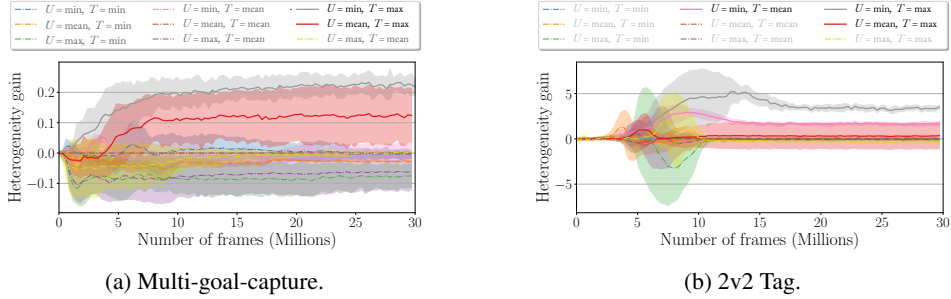 U = min, T = min U = min, T = mean U = min, T = max
U = mean, T = min U = mean, T = mean U = mean, T = max
U = max, T = min U = max, T = mean U = max, T = max
Heterogeneity gain
0.2
0.1
0.0
−0.1
0 5 10 15 20 25 30
Number of frames (Millions)
(a) Multi-goal-capture.
U = min, T = min U = min, T = mean U = min, T = max
U = mean, T = min U = mean, T = mean U = mean, T = max
U = max, T = min U = max, T = mean U = max, T = max
Heterogeneity gain
5
0
−5
0 5 10 15 20 25 30
Number of frames (Millions)
(b) 2v2 Tag.